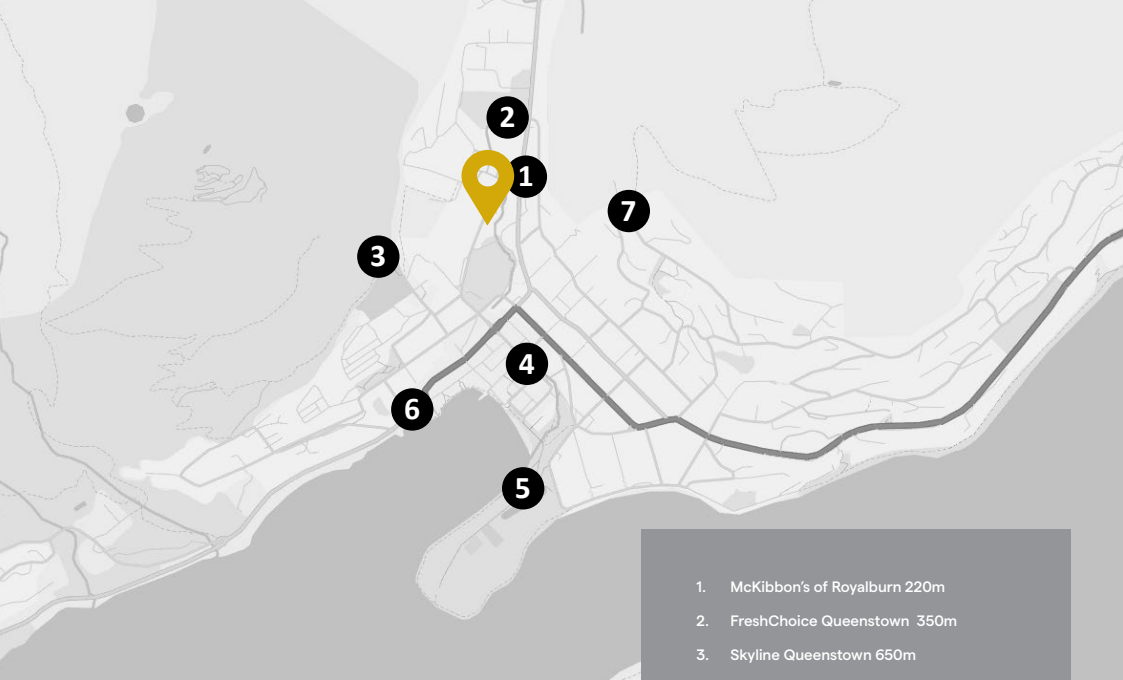 2
1
7
3
4
6
5
1. McKibbon's of Royalburn 220m
2. FreshChoice Queenstown 350m
3. Skyline Queenstown 650m